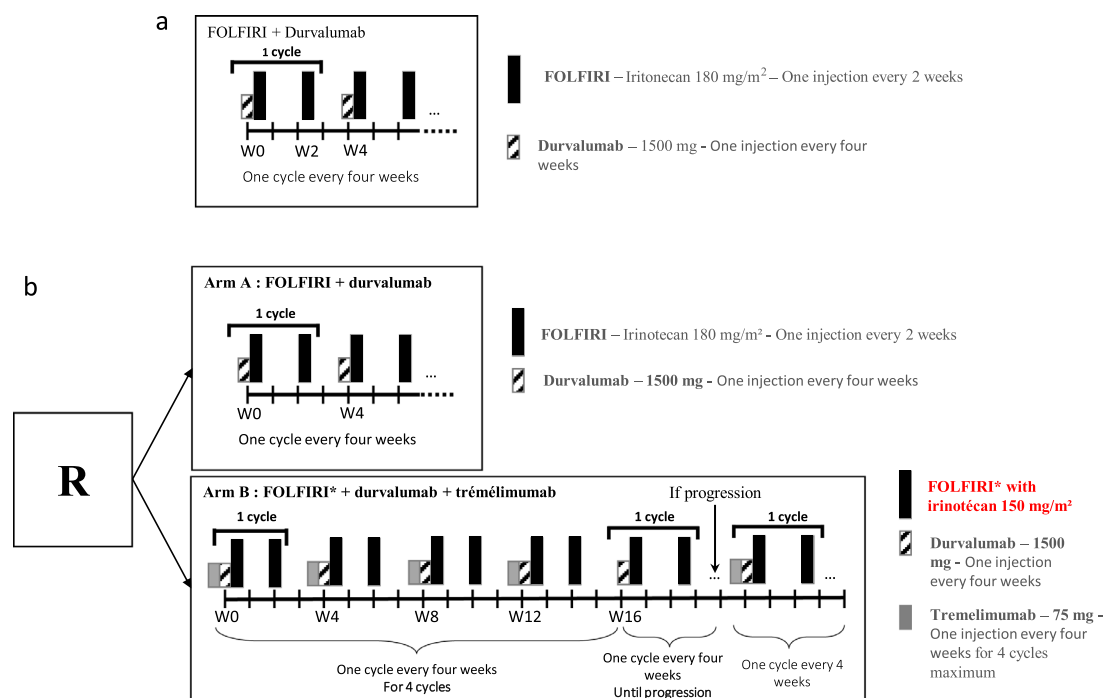 a
FOLFIRI + Durvalumab
1 cycle
...
W0 W2 W4
One cycle every four weeks
FOLFIRI – Iritonecan 180 mg/m² – One injection every 2 weeks
Durvalumab – 1500 mg - One injection every four
weeks
b
R
Arm A : FOLFIRI + durvalumab
1 cycle
...
W0 W4
One cycle every four weeks
FOLFIRI – Irinotecan 180 mg/m² - One injection every 2 weeks
Durvalumab – 1500 mg - One injection every four weeks
Arm B : FOLFIRI* + durvalumab + trémélimumab
If progression
1 cycle 1 cycle 1 cycle
... ...
W0 W4 W8 W12 W16
One cycle every four weeks
For 4 cycles
One cycle every four
weeks
Until progression
One cycle every 4
weeks
FOLFIRI* with
irinotécan 150 mg/m²
Durvalumab – 1500
mg - One injection
every four weeks
Tremelimumab – 75 mg -
One injection every four
weeks for 4 cycles
maximum